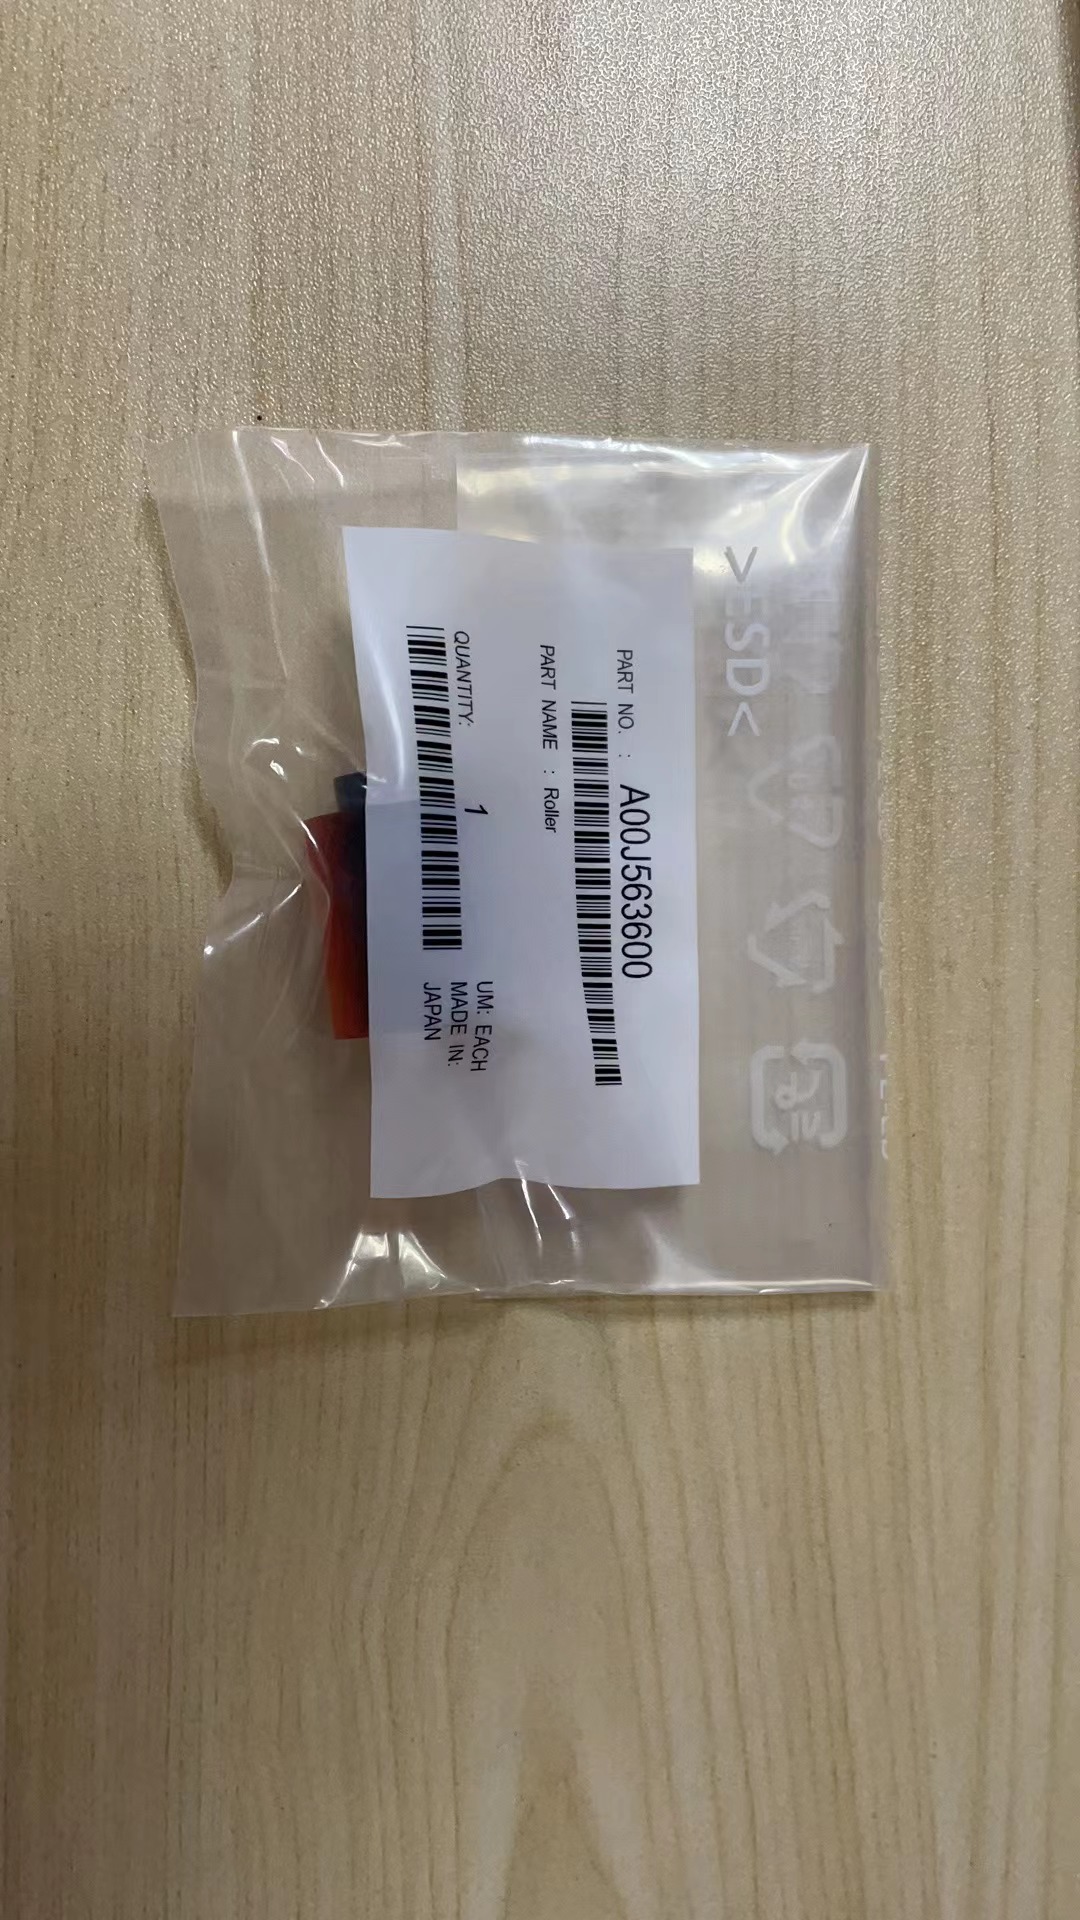 >ESD<
PART NO. : A00J563600
PART NAME : Roller
QUANTITY: 1
UM: EACH
MADE IN:
JAPAN